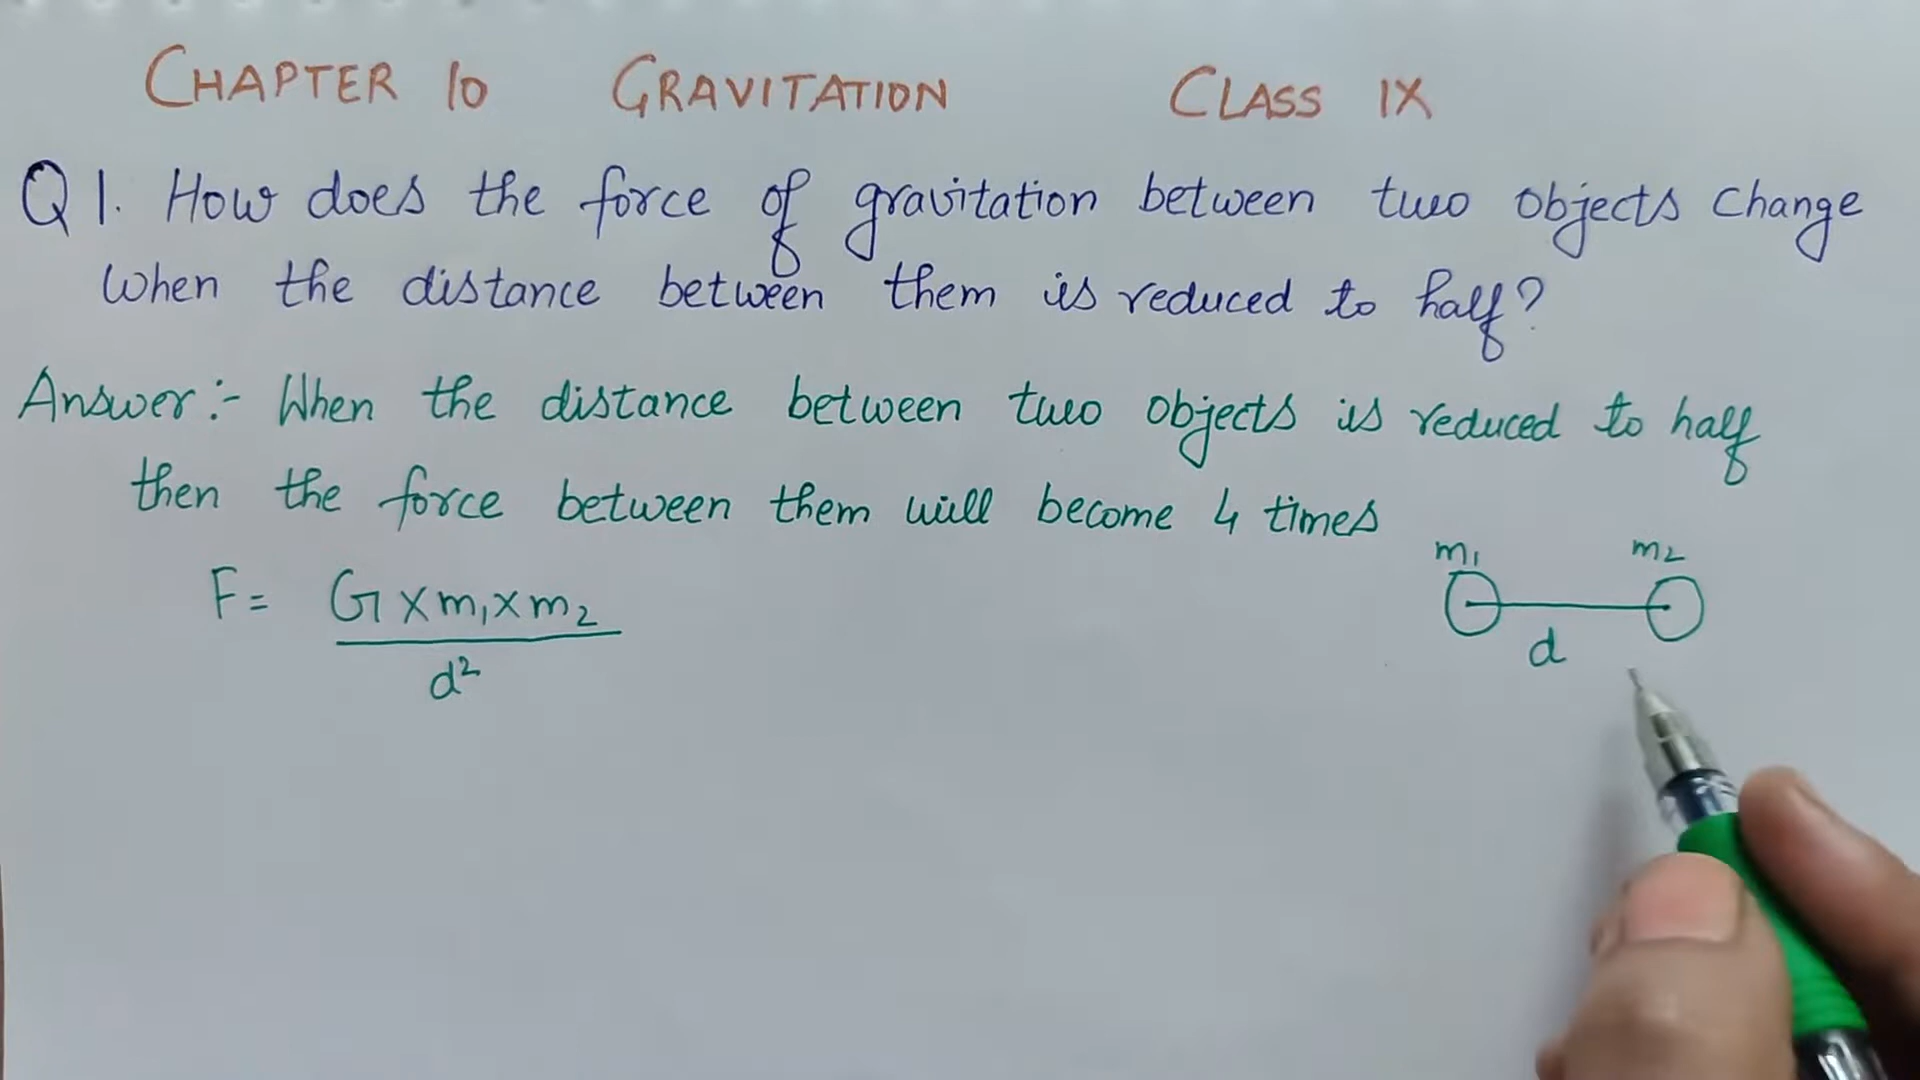 CHAPTER 10 GRAVITATION CLASS IX
Q1. How does the force of gravitation between two objects change
when the distance between them is reduced to half?
Answer:- When the distance between two objects is reduced to half
then the force between them will become 4 times
m₁ m₂
F = G × m₁ × m₂
d
d²